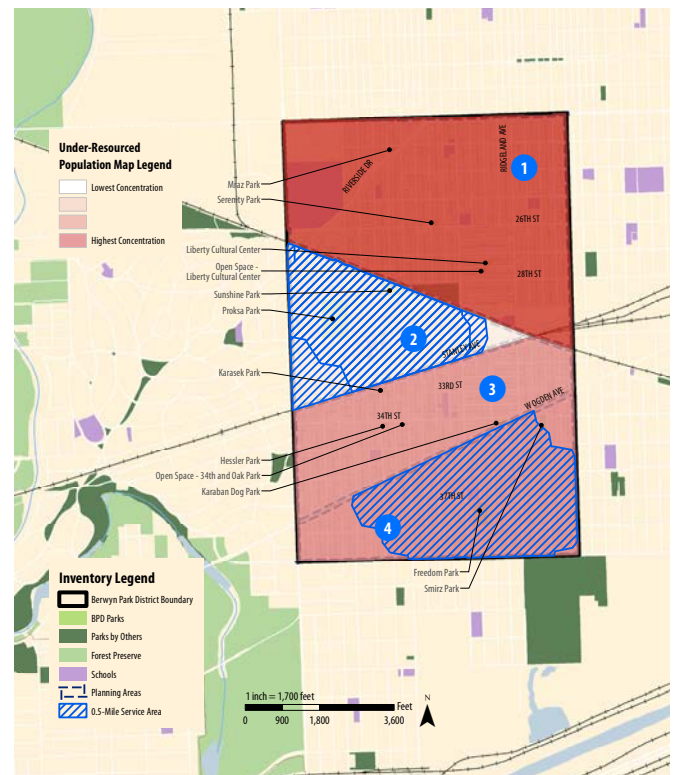 Under-Resourced
Population Map Legend
Lowest Concentration
Highest Concentration
RIDGELAND AVE
1
Mraz Park
RIVERSIDE DR
Serenity Park
26TH ST
Liberty Cultural Center
Open Space -
Liberty Cultural Center
28TH ST
Sunshine Park
Proksa Park
2
STANLEY AVE
Karasek Park
33RD ST
3
W OGDEN AVE
34TH ST
Hessler Park
Open Space - 34th and Oak Park
Karaban Dog Park
37TH ST
4
Freedom Park
Smirz Park
Inventory Legend
Berwyn Park District Boundary
BPD Parks
Parks by Others
Forest Preserve
Schools
Planning Areas
0.5-Mile Service Area
1 inch = 1,700 feet
Feet
0 900 1,800 3,600
N